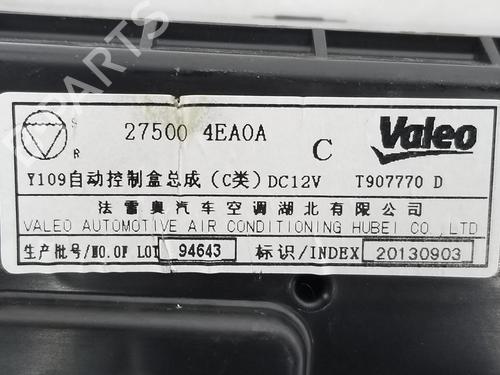 S
R
27500 4EA0A C Valeo
Y109自动控制盒总成(C类)DC12V T907770 D
法雷奥汽车空调湖北有限公司
VALEO AUTOMOTIVE AIR CONDITIONING HUBEI CO.,LTD
生产批号/NO.OF LOT 94643 标识/INDEX 20130903